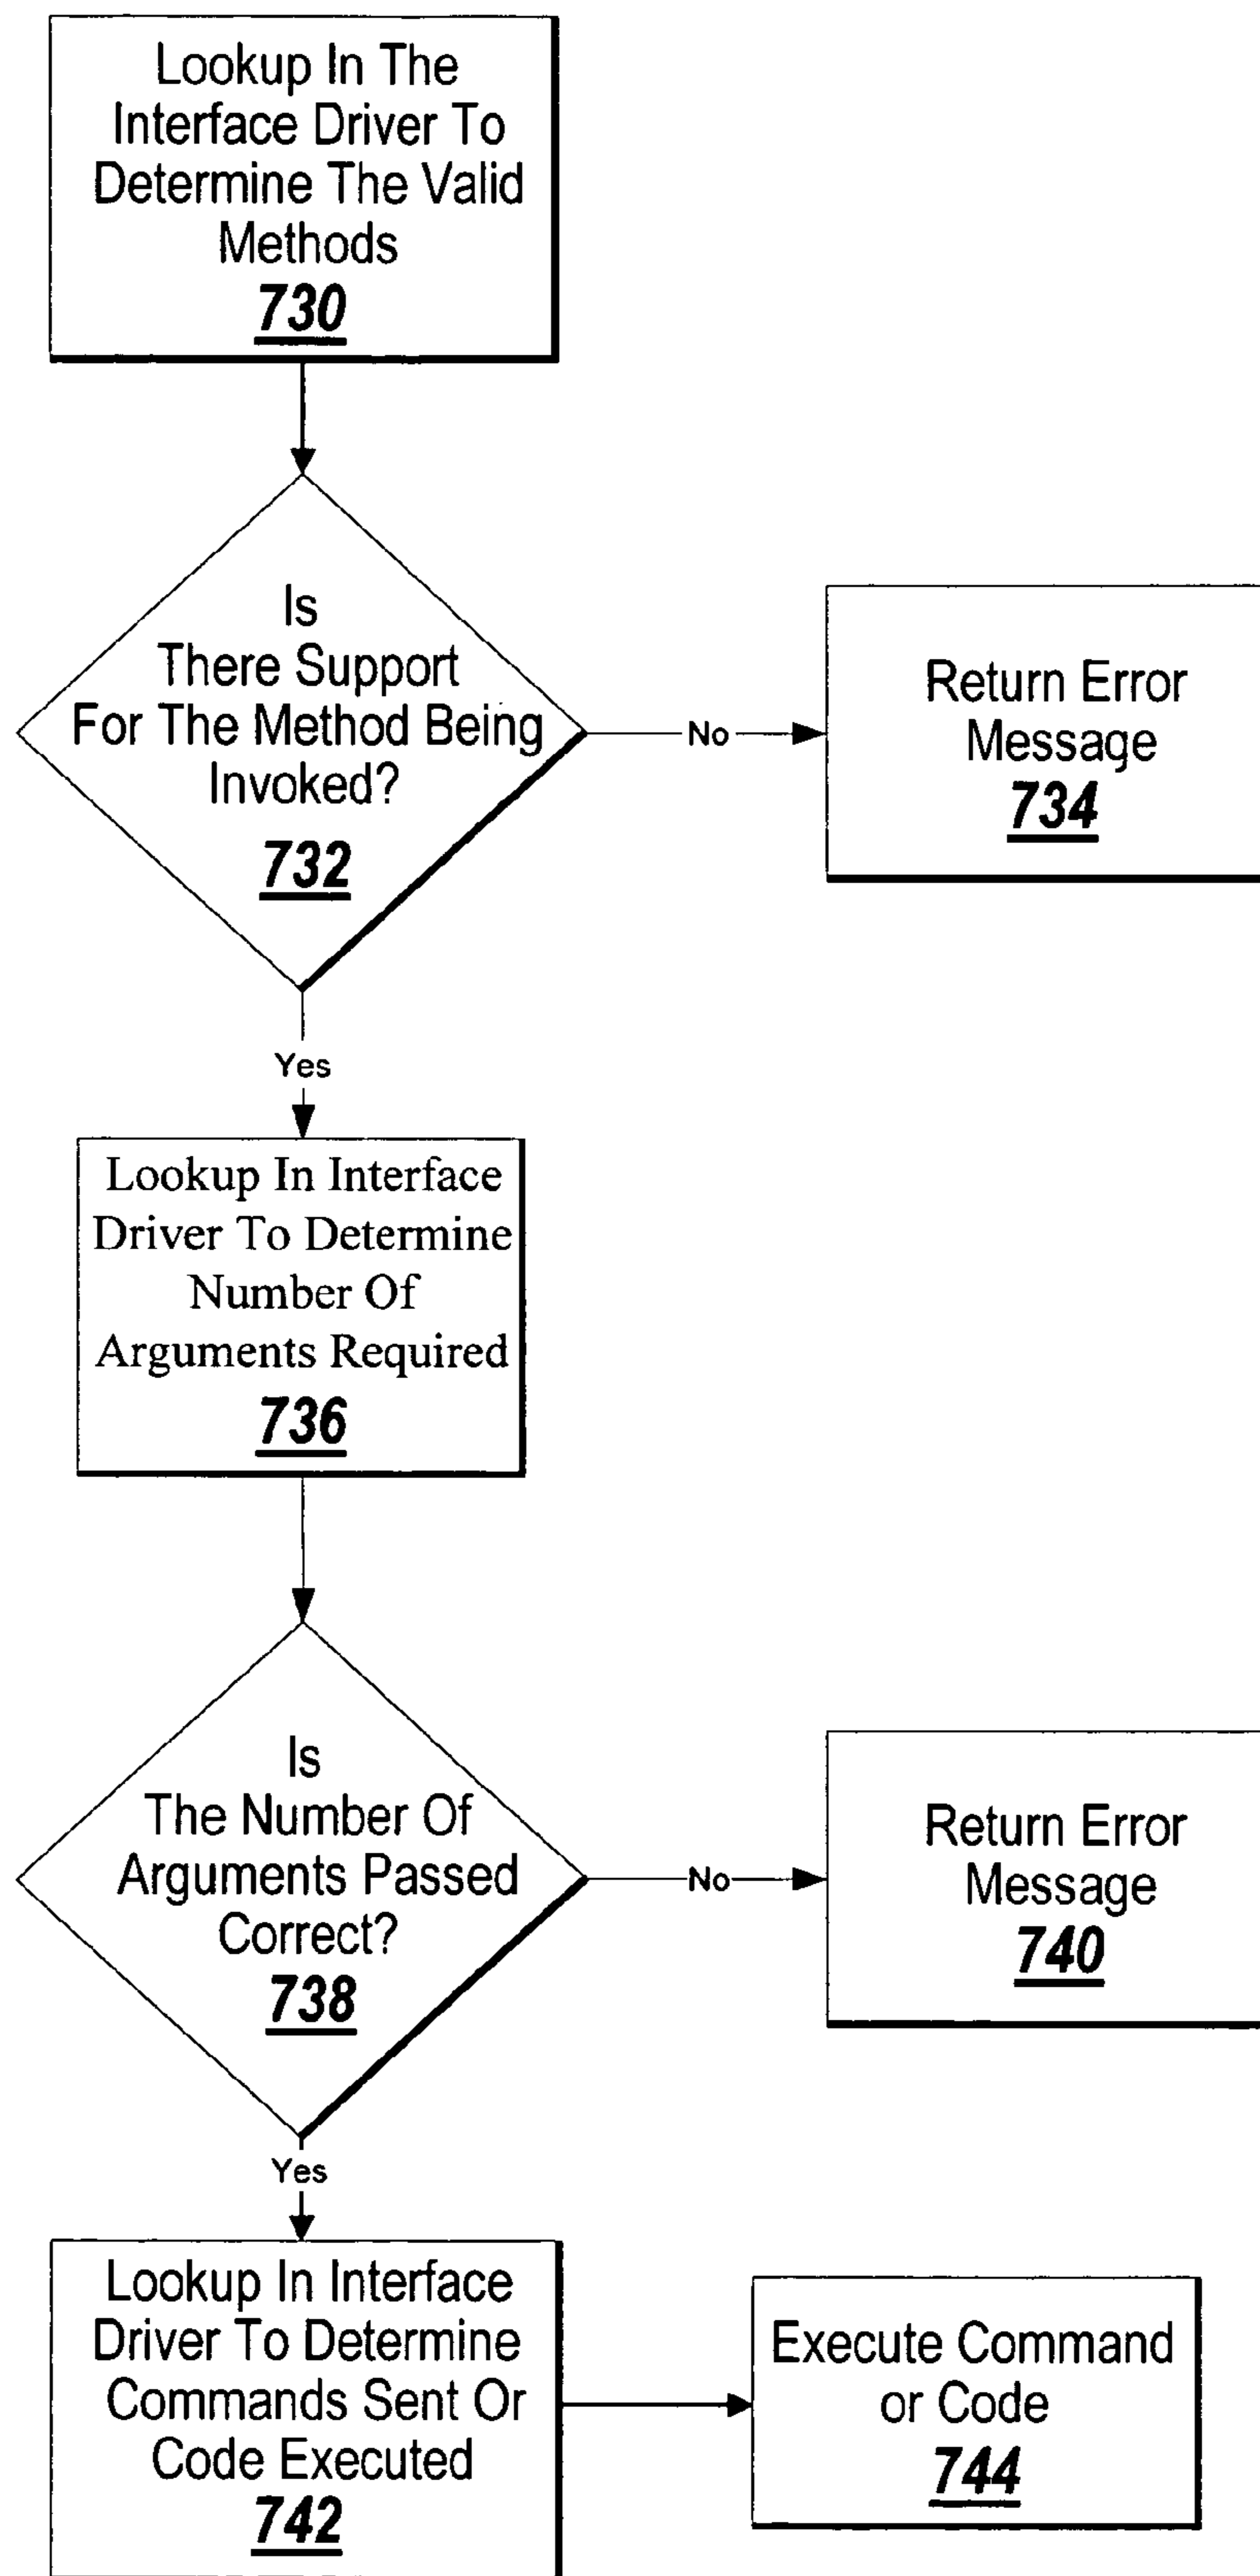 Lookup In The
Interface Driver To
Determine The Valid
Methods
730
Is
There Support
For The Method Being
Invoked?
732
No
Return Error
Message
734
Yes
Lookup In Interface
Driver To Determine
Number Of
Arguments Required
736
Is
The Number Of
Arguments Passed
Correct?
738
No
Return Error
Message
740
Yes
Lookup In Interface
Driver To Determine
Commands Sent Or
Code Executed
742
Execute Command
or Code
744